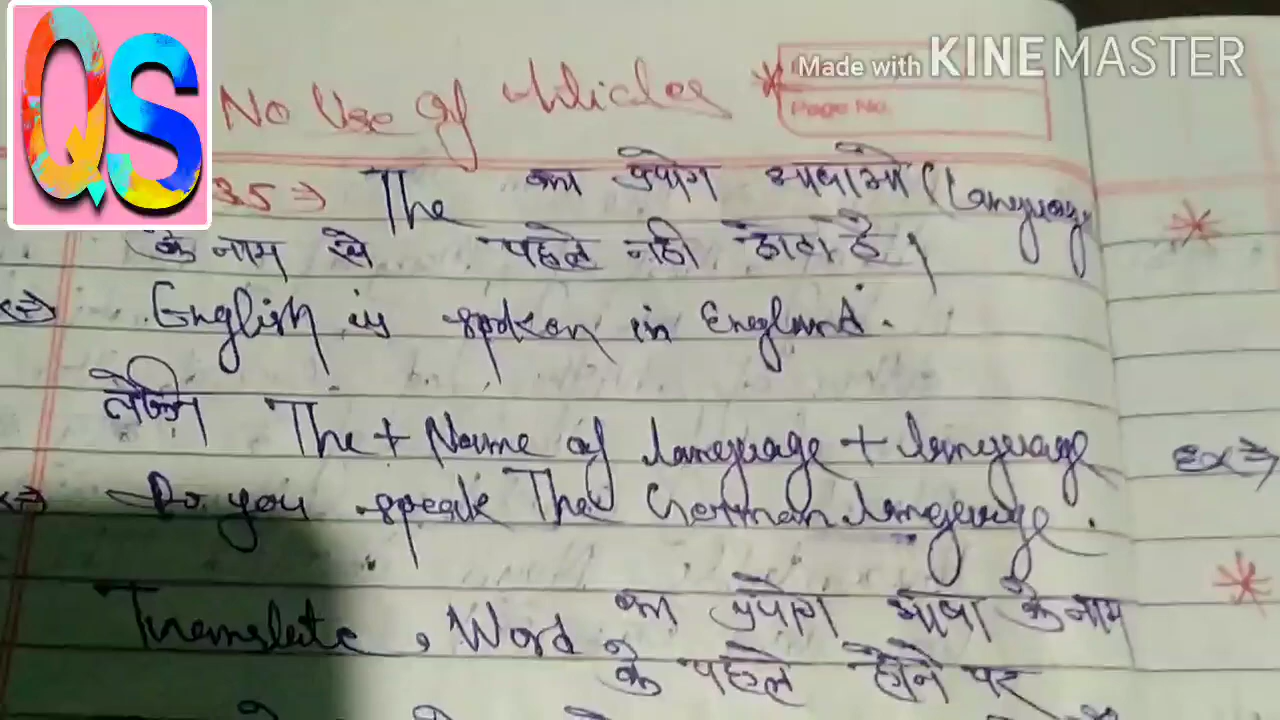 QS
Made with KINEMASTER
No Use Of Articles
Page No.
35 ⇒ The का प्रयोग भाषाओ (Language
के नाम से पहले नही होता है।
English is spoken in England.
लेकिन The + Name of language + language
Ex ⇒
Do you speak The German language.
Translate, Word का प्रयोग भाषा के नाम
के पहले होने पर